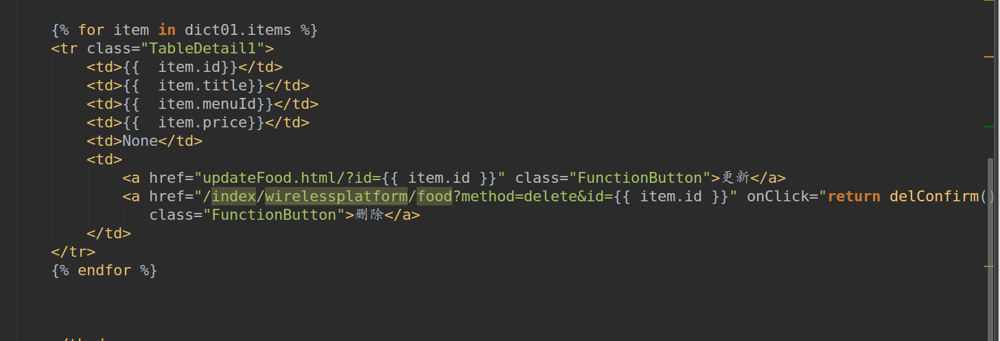 {% for item in dict01.items %}
<tr class="TableDetail1">
<td>{{  item.id}}</td>
<td>{{  item.title}}</td>
<td>{{  item.menuId}}</td>
<td>{{  item.price}}</td>
<td>None</td>
<td>
<a href="updateFood.html/?id={{ item.id }}" class="FunctionButton">更新</a>
<a href="/index/wirelessplatform/food?method=delete&id={{ item.id }}" onClick="return delConfirm()
class="FunctionButton">删除</a>
</td>
</tr>
{% endfor %}